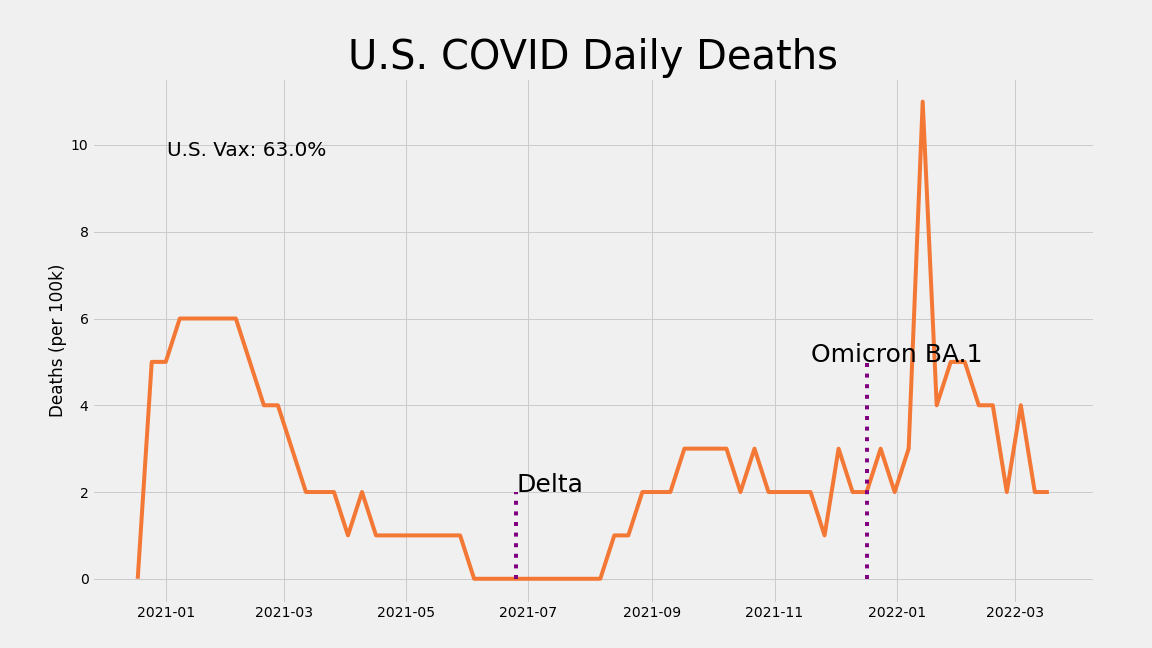 U.S. COVID Daily Deaths
U.S. Vax: 63.0%
Deaths (per 100k)
10
8
6
4
2
0
Omicron BA.1
Delta
2021-01
2021-03
2021-05
2021-07
2021-09
2021-11
2022-01
2022-03